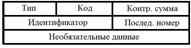 Тип Код Контр. сумма
Идентификатор Послед. номер
Необязательные данные